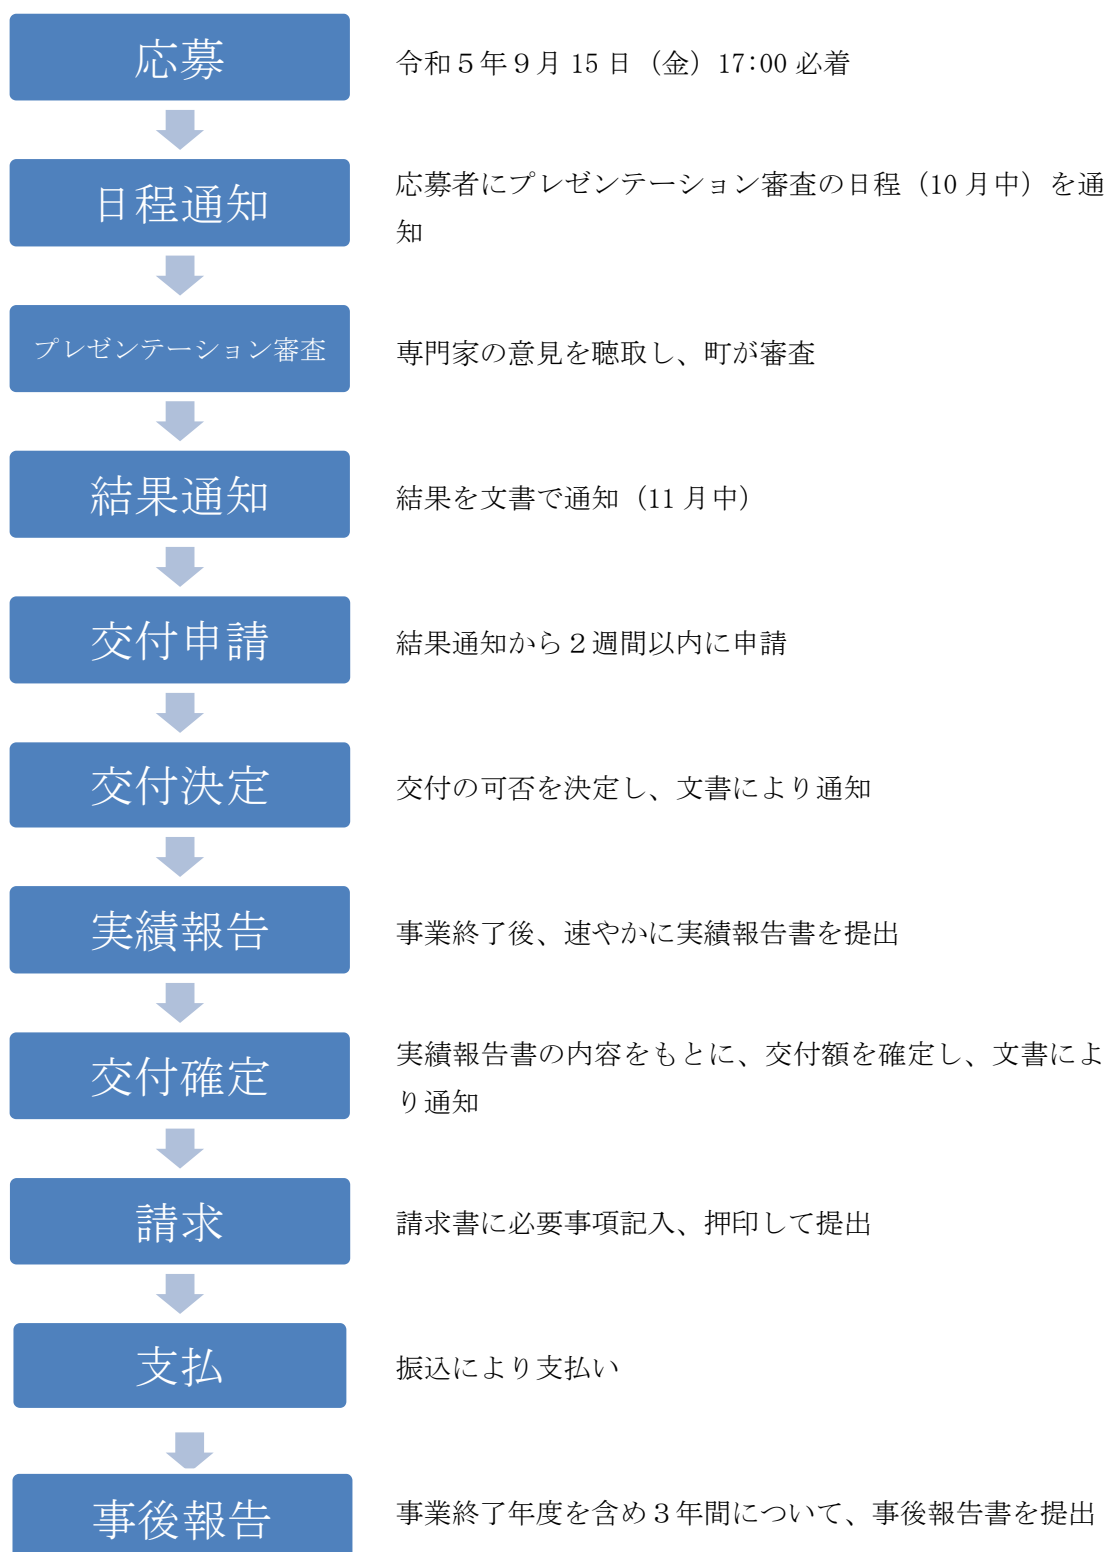 応募
令和５年９月 15 日（金）17:00 必着
日程通知
応募者にプレゼンテーション審査の日程（10 月中）を通
知
プレゼンテーション審査
専門家の意見を聴取し、町が審査
結果通知
結果を文書で通知（11 月中）
交付申請
結果通知から２週間以内に申請
交付決定
交付の可否を決定し、文書により通知
実績報告
事業終了後、速やかに実績報告書を提出
交付確定
実績報告書の内容をもとに、交付額を確定し、文書によ
り通知
請求
請求書に必要事項記入、押印して提出
支払
振込により支払い
事後報告
事業終了年度を含め３年間について、事後報告書を提出